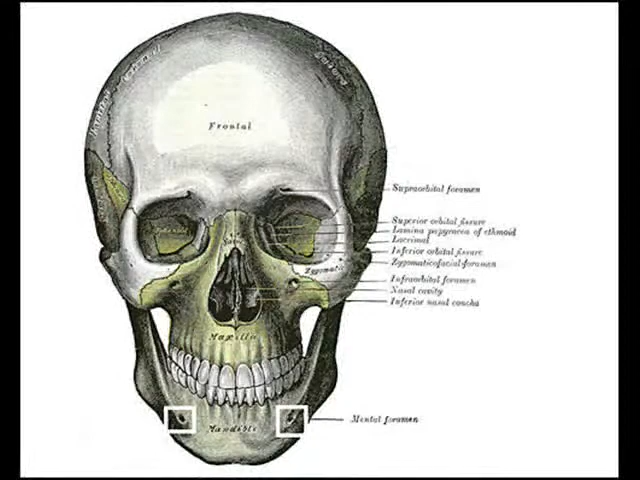 Frontal
Supraorbital foramen
Superior orbital fissure
Lamina papyracea of ethmoid
Lacrimal
Inferior orbital fissure
Zygomaticofacial foramen
Zygomatic
Infraorbital foramen
Nasal cavity
Inferior nasal concha
Maxilla
Mental foramen
Mandible